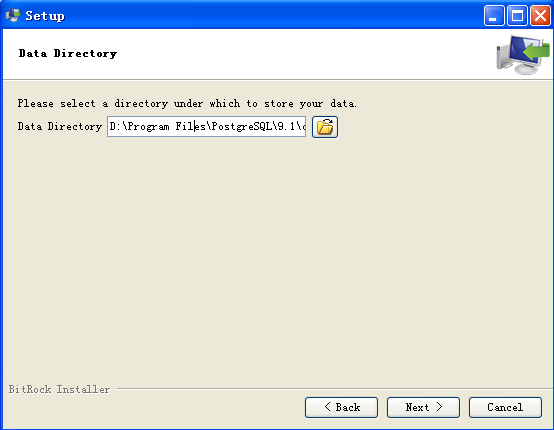 Setup
Data Directory
Please select a directory under which to store your data.
Data Directory D:\Program Files\PostgreSQL\9.1\
BitRock Installer
< Back Next > Cancel